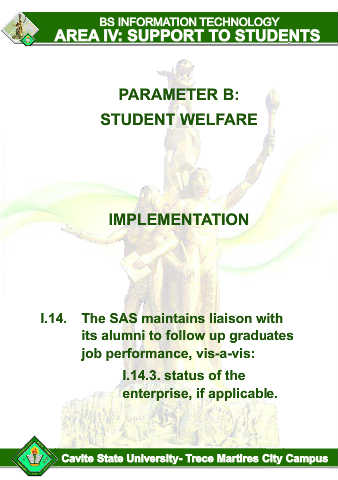 BS INFORMATION TECHNOLOGY
AREA IV: SUPPORT TO STUDENTS
PARAMETER B:
STUDENT WELFARE
IMPLEMENTATION
I.14. The SAS maintains liaison with
its alumni to follow up graduates
job performance, vis-a-vis:
I.14.3. status of the
enterprise, if applicable.
Cavite State University- Trece Martires City Campus